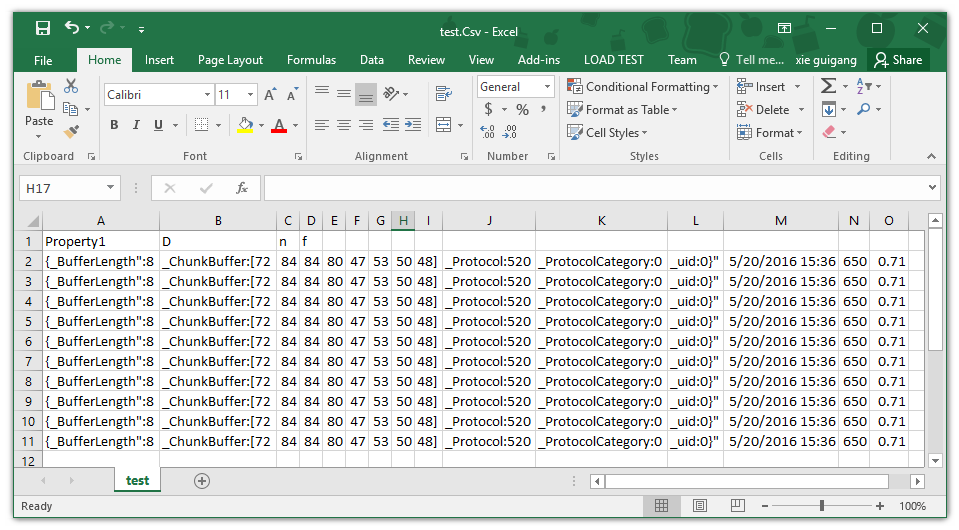 test.Csv - Excel
File Home Insert Page Layout Formulas Data Review View Add-ins LOAD TEST Team Tell me... xie guigang Share
Paste Calibri 11 A A General Conditional Formatting Insert
B I U A $ % , Format as Table Delete
.00 .00 Cell Styles Format
Clipboard Font Alignment Number Styles Cells Editing
H17 fx
A B C D E F G H I J K L M N O
1 Property1 D n f
2 {_BufferLength":8 _ChunkBuffer:[72 84 84 80 47 53 50 48] _Protocol:520 _ProtocolCategory:0 _uid:0}" 5/20/2016 15:36 650 0.71
3 {_BufferLength":8 _ChunkBuffer:[72 84 84 80 47 53 50 48] _Protocol:520 _ProtocolCategory:0 _uid:0}" 5/20/2016 15:36 650 0.71
4 {_BufferLength":8 _ChunkBuffer:[72 84 84 80 47 53 50 48] _Protocol:520 _ProtocolCategory:0 _uid:0}" 5/20/2016 15:36 650 0.71
5 {_BufferLength":8 _ChunkBuffer:[72 84 84 80 47 53 50 48] _Protocol:520 _ProtocolCategory:0 _uid:0}" 5/20/2016 15:36 650 0.71
6 {_BufferLength":8 _ChunkBuffer:[72 84 84 80 47 53 50 48] _Protocol:520 _ProtocolCategory:0 _uid:0}" 5/20/2016 15:36 650 0.71
7 {_BufferLength":8 _ChunkBuffer:[72 84 84 80 47 53 50 48] _Protocol:520 _ProtocolCategory:0 _uid:0}" 5/20/2016 15:36 650 0.71
8 {_BufferLength":8 _ChunkBuffer:[72 84 84 80 47 53 50 48] _Protocol:520 _ProtocolCategory:0 _uid:0}" 5/20/2016 15:36 650 0.71
9 {_BufferLength":8 _ChunkBuffer:[72 84 84 80 47 53 50 48] _Protocol:520 _ProtocolCategory:0 _uid:0}" 5/20/2016 15:36 650 0.71
10 {_BufferLength":8 _ChunkBuffer:[72 84 84 80 47 53 50 48] _Protocol:520 _ProtocolCategory:0 _uid:0}" 5/20/2016 15:36 650 0.71
11 {_BufferLength":8 _ChunkBuffer:[72 84 84 80 47 53 50 48] _Protocol:520 _ProtocolCategory:0 _uid:0}" 5/20/2016 15:36 650 0.71
12
test
Ready 100%